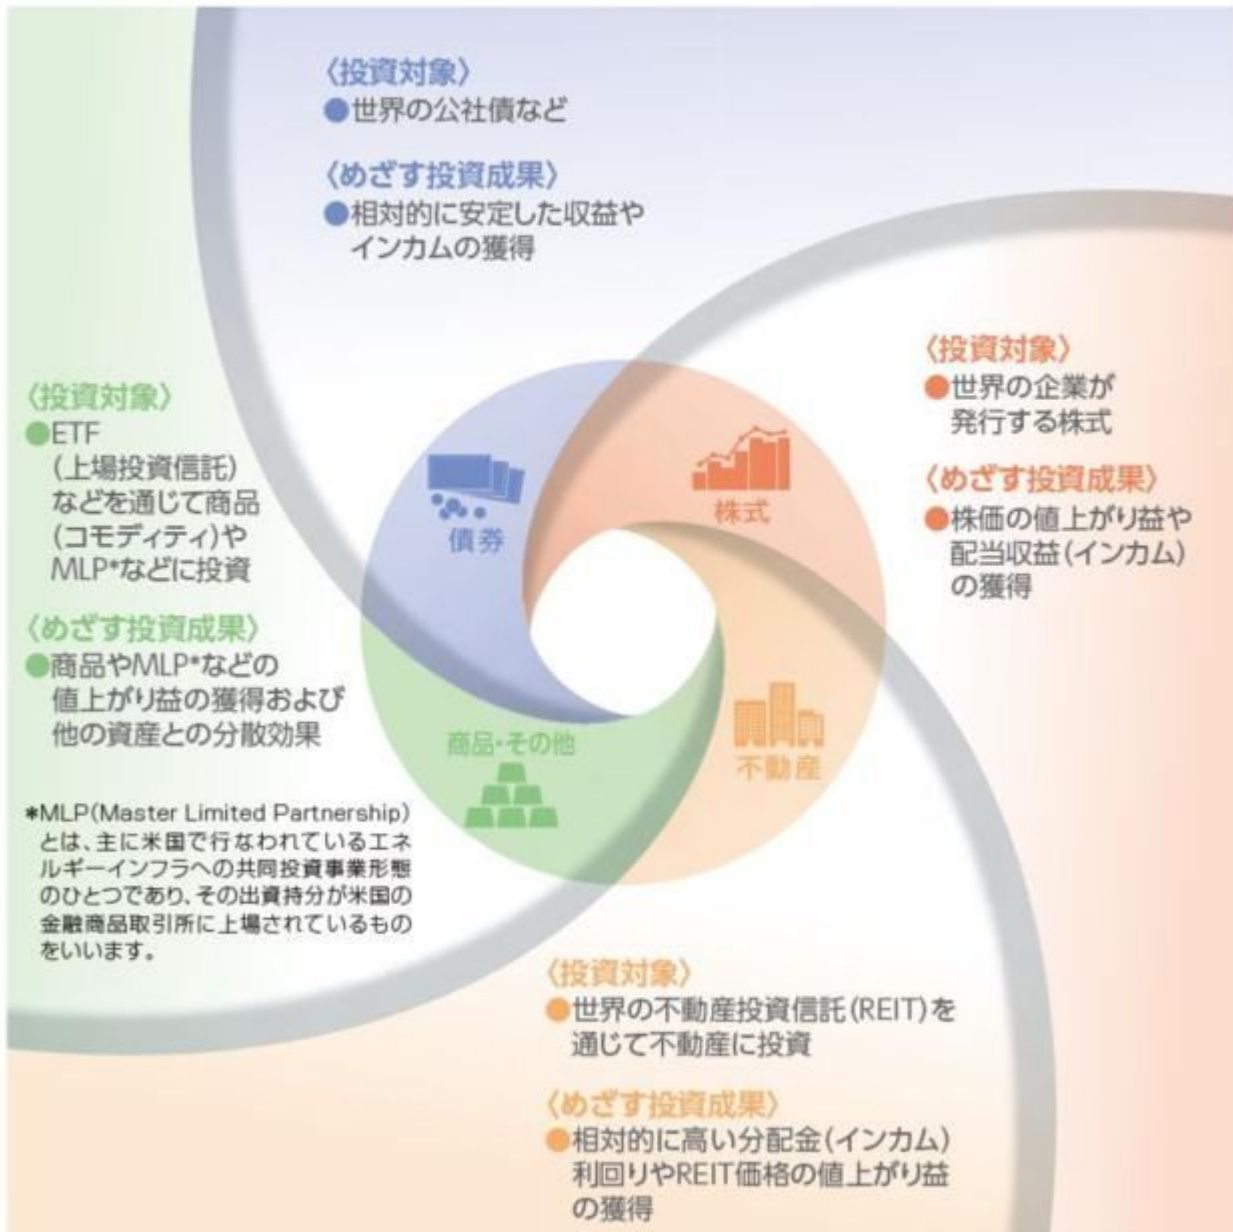 〈投資対象〉
●世界の公社債など
〈めざす投資成果〉
●相対的に安定した収益や
インカムの獲得
〈投資対象〉
●世界の企業が
発行する株式
〈めざす投資成果〉
●株価の値上がり益や
配当収益(インカム)
の獲得
〈投資対象〉
●ETF
(上場投資信託)
などを通じて商品
(コモディティ)や
MLP*などに投資
〈めざす投資成果〉
●商品やMLP*などの
値上がり益の獲得および
他の資産との分散効果
*MLP(Master Limited Partnership)
とは、主に米国で行なわれているエネ
ルギーインフラへの共同投資事業形態
のひとつであり、その出資持分が米国の
金融商品取引所に上場されているもの
をいいます。
債券
株式
商品・その他
不動産
〈投資対象〉
●世界の不動産投資信託(REIT)を
通じて不動産に投資
〈めざす投資成果〉
●相対的に高い分配金(インカム)
利回りやREIT価格の値上がり益
の獲得